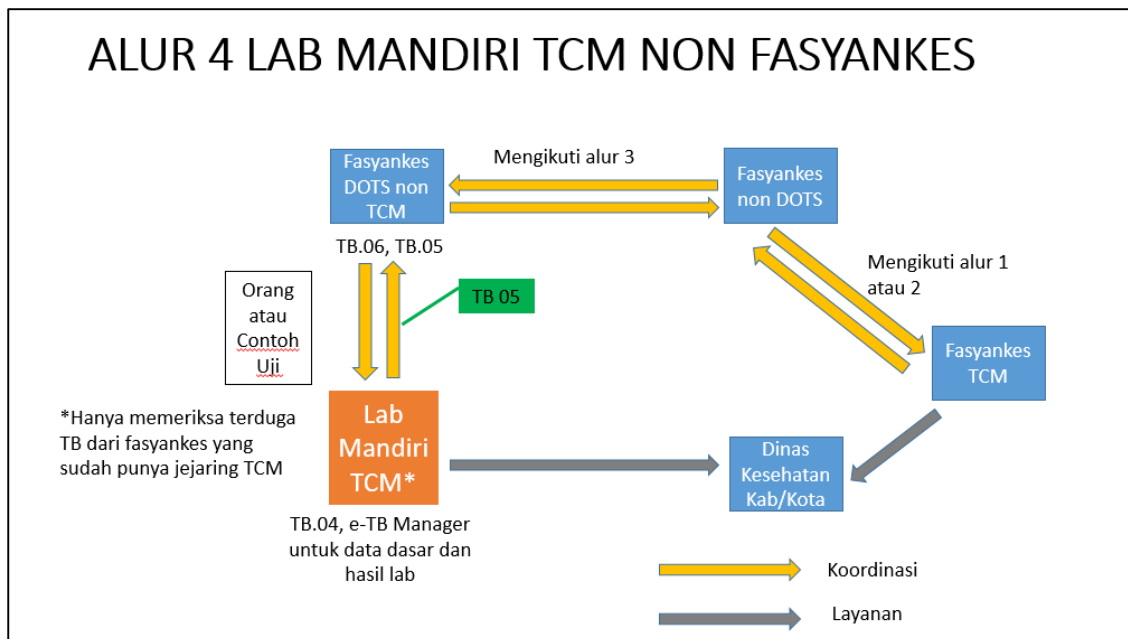 ALUR 4 LAB MANDIRI TCM NON FASYANKES
Fasyankes
DOTS non
TCM
Mengikuti alur 3
Fasyankes
non DOTS
TB.06, TB.05
Orang
atau
Contoh
Uji
TB 05
Mengikuti alur 1
atau 2
Fasyankes
TCM
*Hanya memeriksa terduga
TB dari fasyankes yang
sudah punya jejaring TCM
Lab
Mandiri
TCM*
Dinas
Kesehatan
Kab/Kota
TB.04, e-TB Manager
untuk data dasar dan
hasil lab
Koordinasi
Layanan